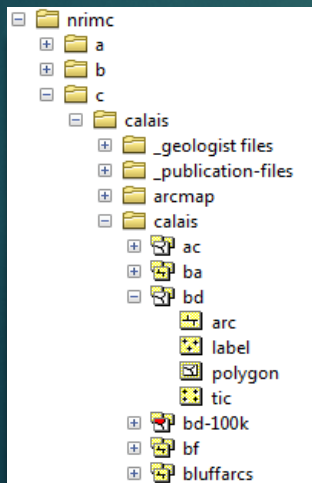 nrimc
a
b
c
calais
_geologist files
_publication-files
arcmap
calais
ac
ba
bd
arc
label
polygon
tic
bd-100k
bf
bluffarcs